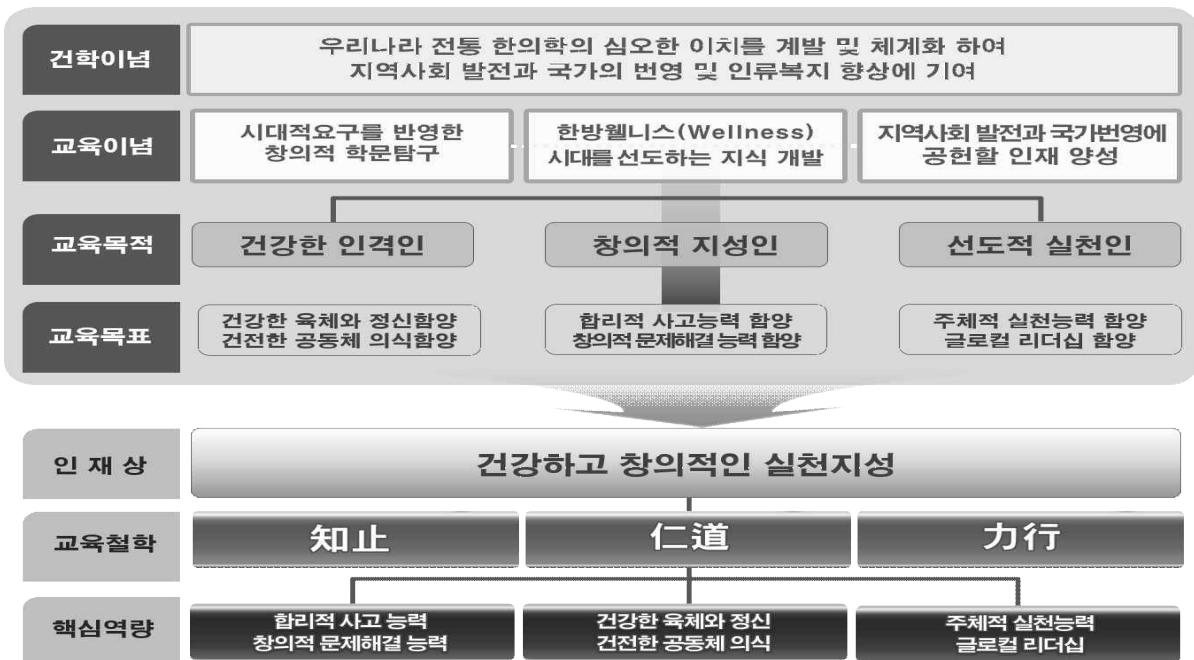 건학이념
우리나라 전통 한의학의 심오한 이치를 계발 및 체계화 하여
지역사회 발전과 국가의 번영 및 인류복지 향상에 기여
교육이념
시대적요구를 반영한
창의적 학문탐구
한방웰니스(Wellness)
시대를 선도하는 지식 개발
지역사회 발전과 국가번영에
공헌할 인재 양성
교육목적
건강한 인격인
창의적 지성인
선도적 실천인
교육목표
건강한 육체와 정신함양
건전한 공동체 의식함양
합리적 사고능력 함양
창의적 문제해결 능력 함양
주체적 실천능력 함양
글로컬 리더십 함양
인 재 상
건강하고 창의적인 실천지성
교육철학
知止
仁道
力行
핵심역량
합리적 사고 능력
창의적 문제해결 능력
건강한 육체와 정신
건전한 공동체 의식
주체적 실천능력
글로컬 리더십